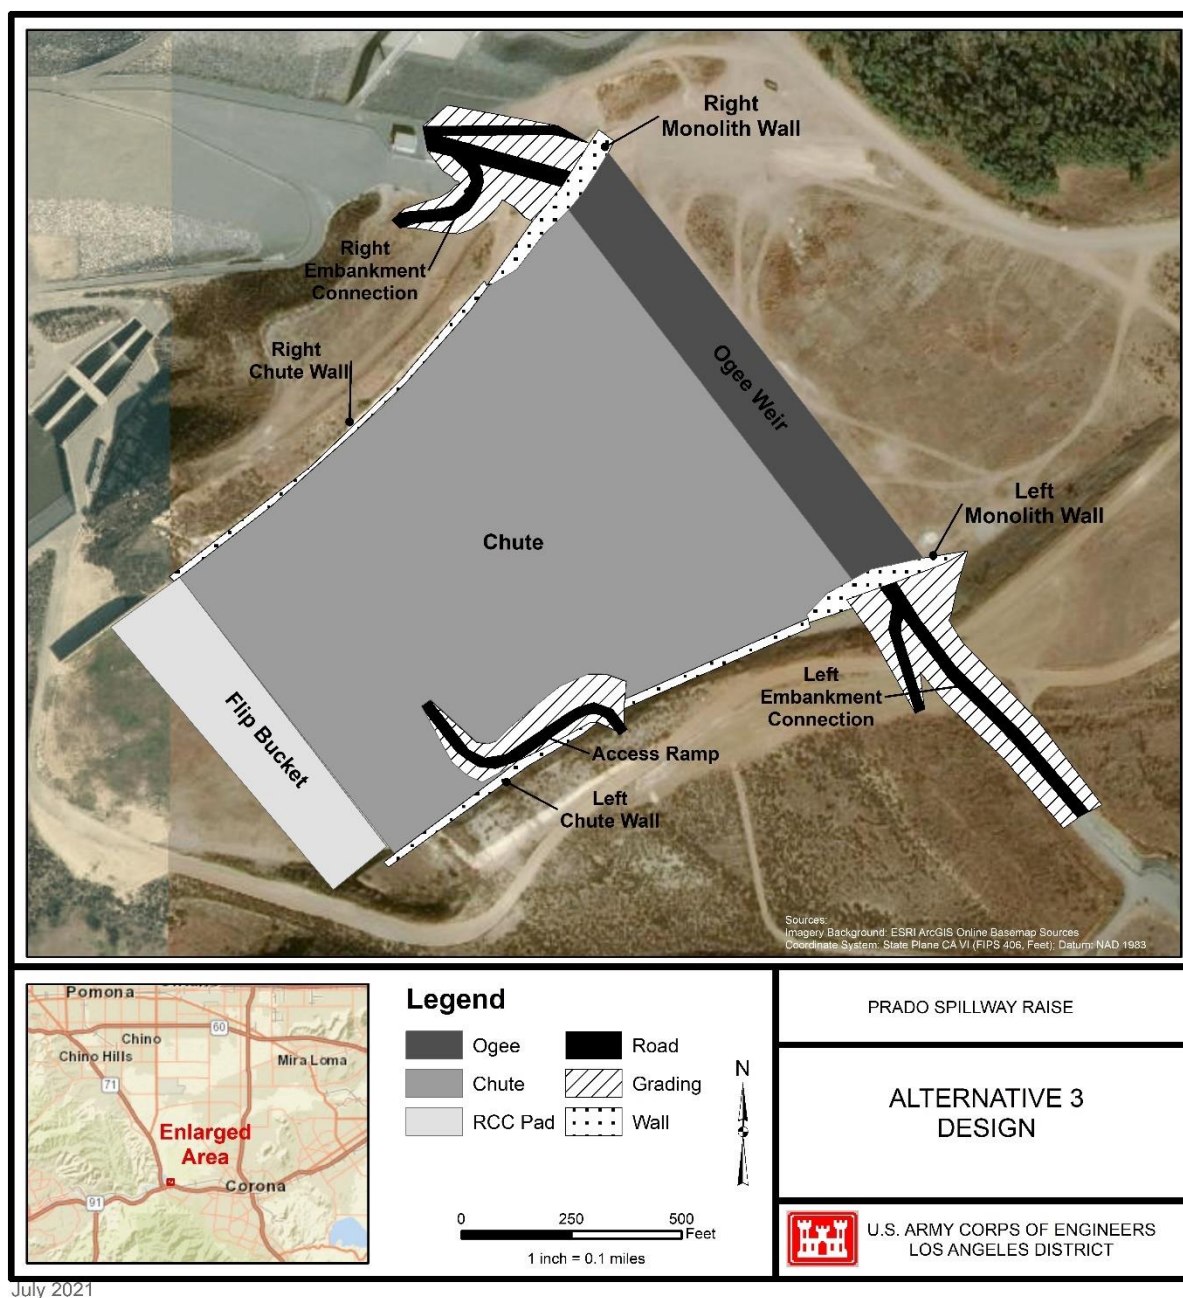 Right
Monolith Wall
Right
Embankment
Connection
Right
Chute Wall
Ogee Weir
Left
Monolith Wall
Chute
Left
Embankment
Connection
Flip Bucket
Access Ramp
Left
Chute Wall
Sources:
Imagery Background: ESRI ArcGIS Online Basemap Sources
Coordinate System: State Plane CA VI (FIPS 406, Feet); Datum: NAD 1983
Pomona
60
Chino
Chino Hills
Mira Loma
71
Enlarged
Area
Corona
91
Legend
Ogee
Road
Chute
Grading
RCC Pad
Wall
N
0 250 500
Feet
1 inch = 0.1 miles
PRADO SPILLWAY RAISE
ALTERNATIVE 3
DESIGN
U.S. ARMY CORPS OF ENGINEERS
LOS ANGELES DISTRICT
July 2021